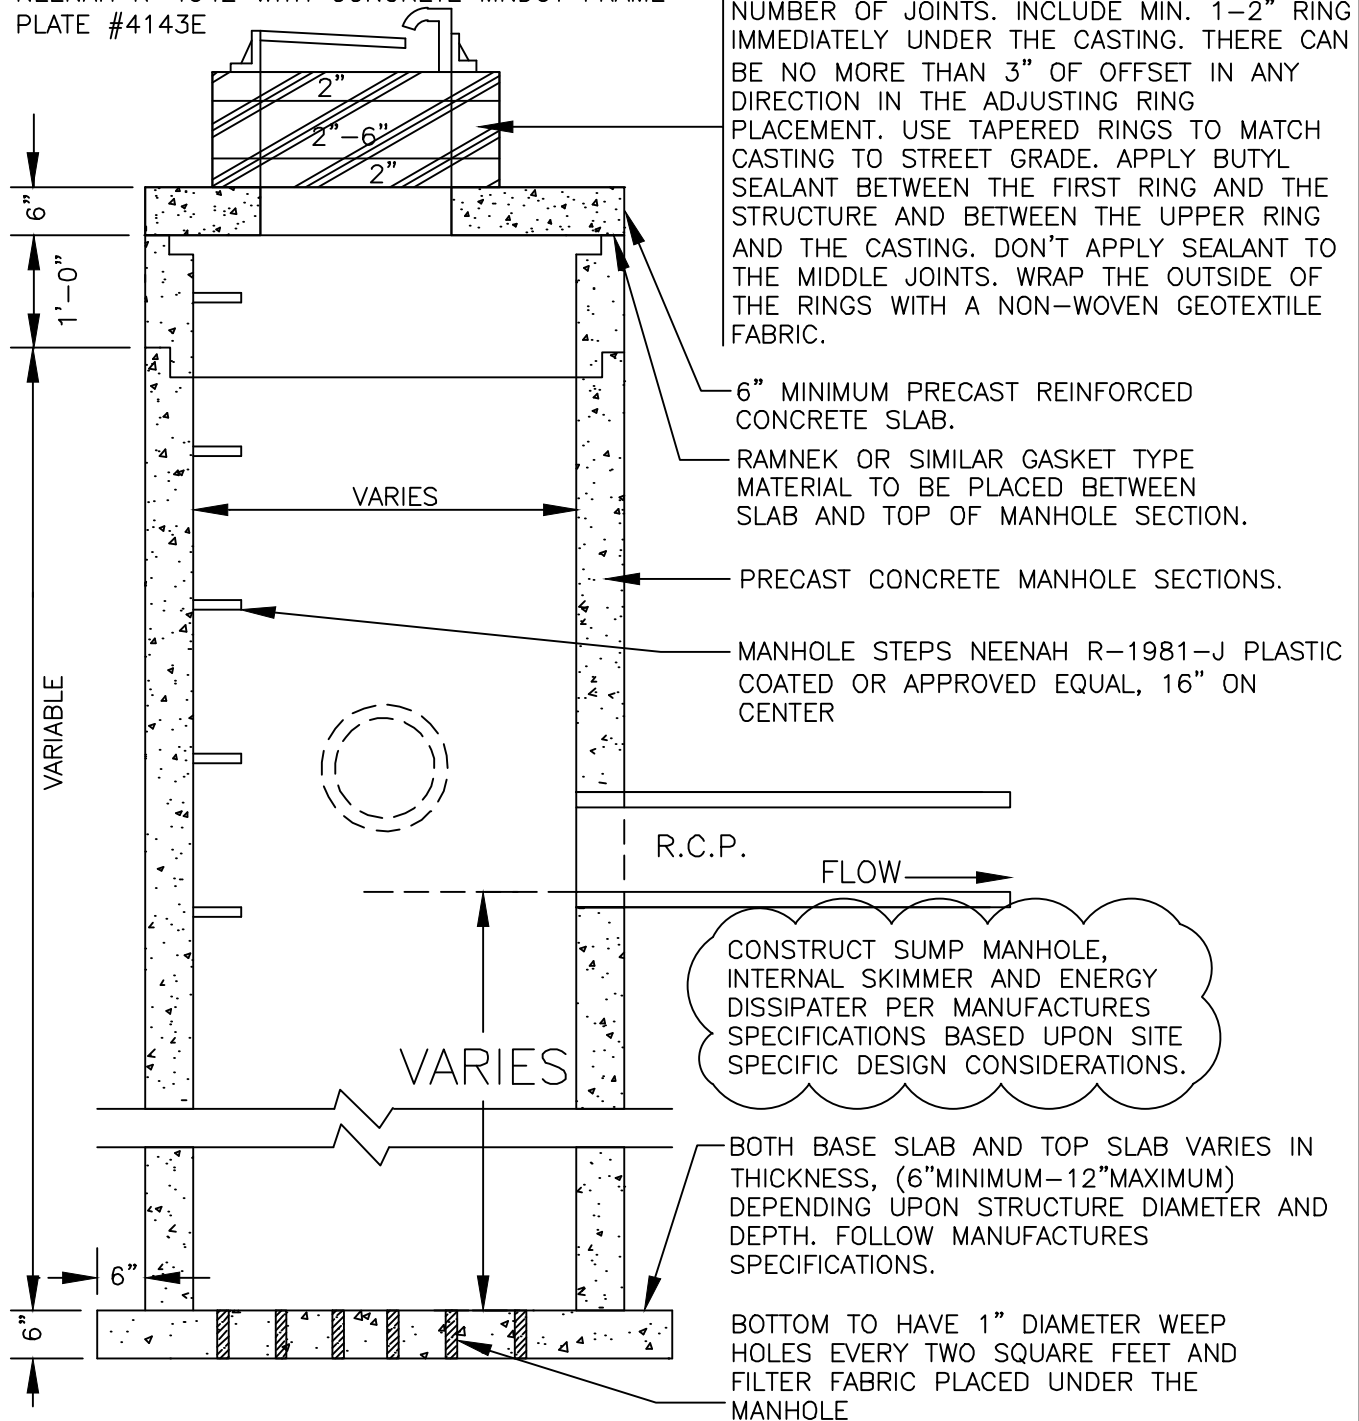 PLATE #4143E
NUMBER OF JOINTS. INCLUDE MIN. 1-2" RING
IMMEDIATELY UNDER THE CASTING. THERE CAN
BE NO MORE THAN 3" OF OFFSET IN ANY
DIRECTION IN THE ADJUSTING RING
PLACEMENT. USE TAPERED RINGS TO MATCH
CASTING TO STREET GRADE. APPLY BUTYL
SEALANT BETWEEN THE FIRST RING AND THE
STRUCTURE AND BETWEEN THE UPPER RING
AND THE CASTING. DON'T APPLY SEALANT TO
THE MIDDLE JOINTS. WRAP THE OUTSIDE OF
THE RINGS WITH A NON-WOVEN GEOTEXTILE
FABRIC.
2"
2"-6"
2"
6"
1'-0"
6" MINIMUM PRECAST REINFORCED
CONCRETE SLAB.
RAMNEK OR SIMILAR GASKET TYPE
MATERIAL TO BE PLACED BETWEEN
SLAB AND TOP OF MANHOLE SECTION.
VARIES
PRECAST CONCRETE MANHOLE SECTIONS.
MANHOLE STEPS NEENAH R-1981-J PLASTIC
COATED OR APPROVED EQUAL, 16" ON
CENTER
VARIABLE
R.C.P.
FLOW
CONSTRUCT SUMP MANHOLE,
INTERNAL SKIMMER AND ENERGY
DISSIPATER PER MANUFACTURES
SPECIFICATIONS BASED UPON SITE
SPECIFIC DESIGN CONSIDERATIONS.
VARIES
BOTH BASE SLAB AND TOP SLAB VARIES IN
THICKNESS, (6"MINIMUM-12"MAXIMUM)
DEPENDING UPON STRUCTURE DIAMETER AND
DEPTH. FOLLOW MANUFACTURES
SPECIFICATIONS.
6"
6"
BOTTOM TO HAVE 1" DIAMETER WEEP
HOLES EVERY TWO SQUARE FEET AND
FILTER FABRIC PLACED UNDER THE
MANHOLE